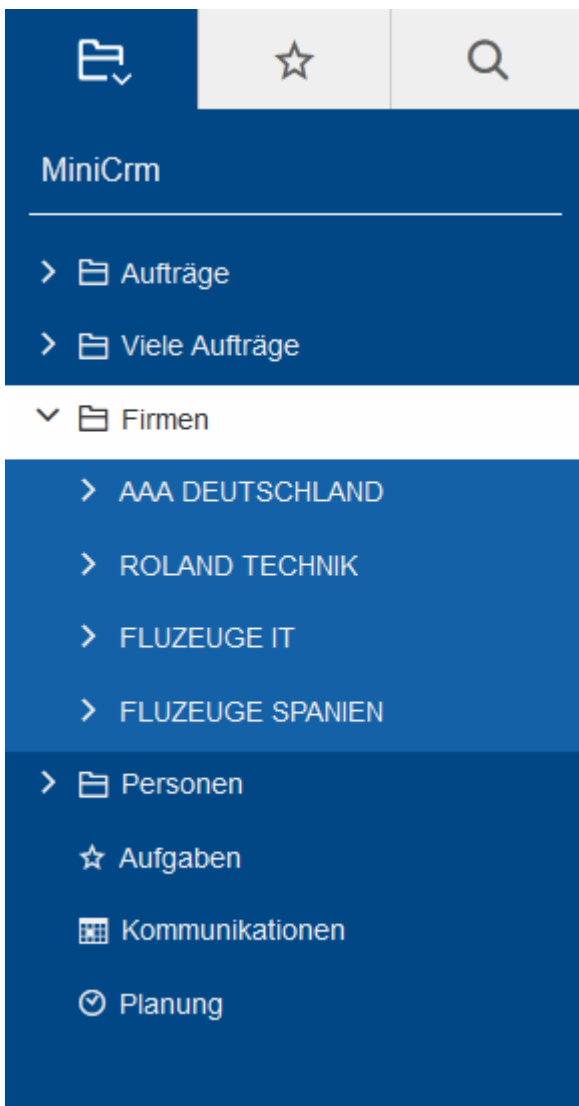 MiniCrm
Aufträge
Viele Aufträge
Firmen
AAA DEUTSCHLAND
ROLAND TECHNIK
FLUZEUGE IT
FLUZEUGE SPANIEN
Personen
Aufgaben
Kommunikationen
Planung